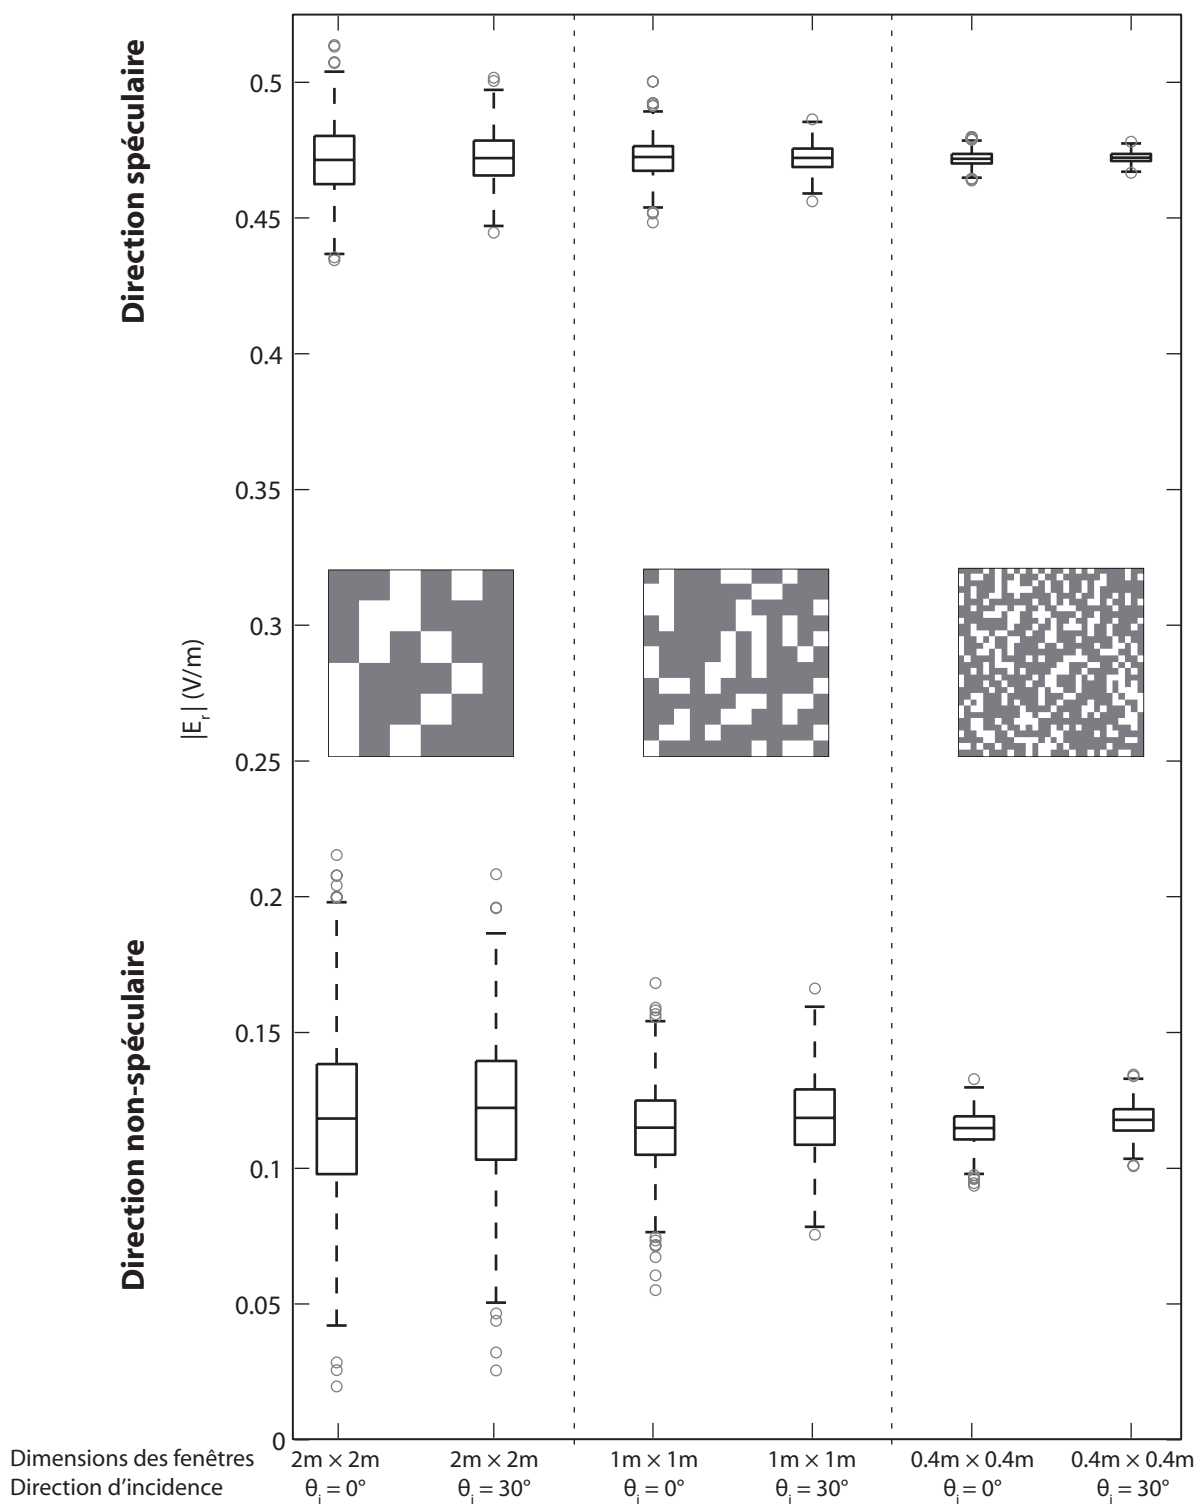 Direction spéculaire
Direction non-spéculaire
|Er| (V/m)
0.5
0.45
0.4
0.35
0.3
0.25
0.2
0.15
0.1
0.05
0
Dimensions des fenêtres 2m × 2m 2m × 2m 1m × 1m 1m × 1m 0.4m × 0.4m 0.4m × 0.4m
Direction d’incidence θi = 0° θi = 30° θi = 0° θi = 30° θi = 0° θi = 30°